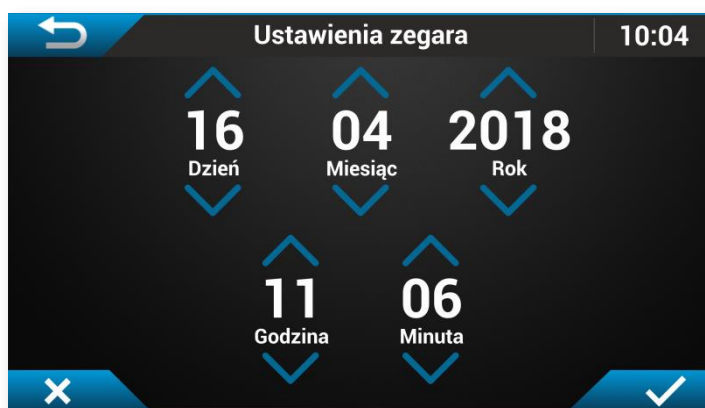 Ustawienia zegara 10:04
16 04 2018
Dzień Miesiąc Rok
11 06
Godzina Minuta